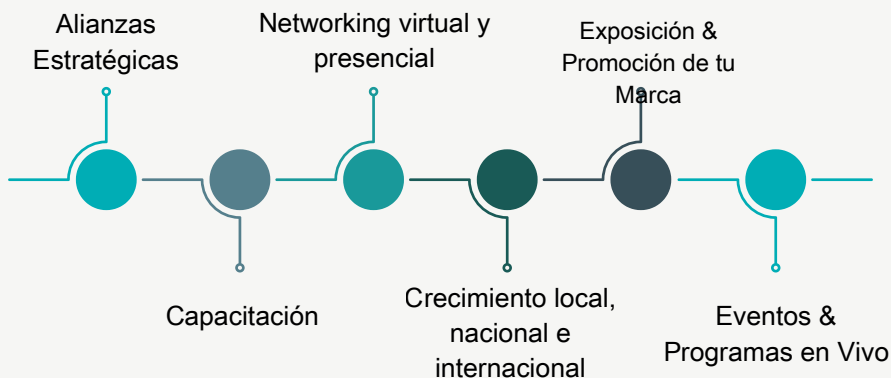 Alianzas
Estratégicas
Capacitación
Networking virtual y
presencial
Crecimiento local,
nacional e
internacional
Exposición &
Promoción de tu
Marca
Eventos &
Programas en Vivo